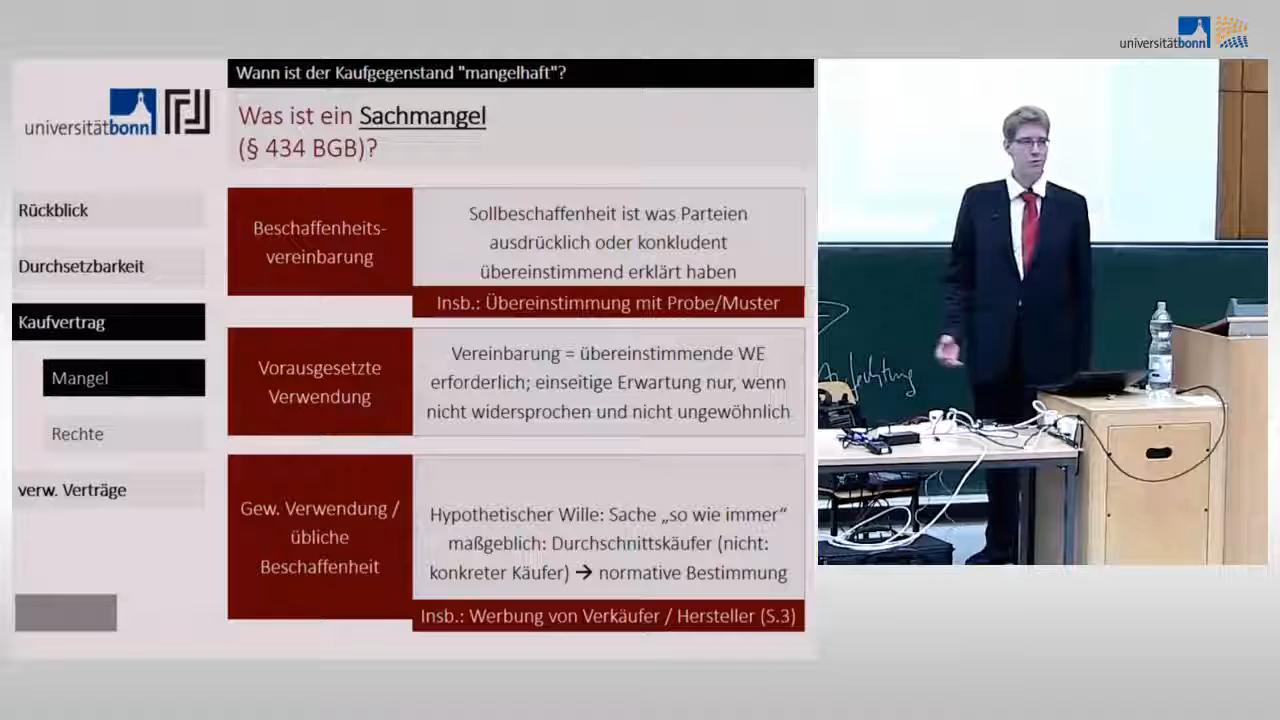 universitätbonn
Wann ist der Kaufgegenstand "mangelhaft"?
universitätbonn
Was ist ein Sachmangel
(§ 434 BGB)?
Rückblick
Durchsetzbarkeit
Kaufvertrag
Mangel
Rechte
verw. Verträge
Beschaffenheits-
vereinbarung
Sollbeschaffenheit ist was Parteien
ausdrücklich oder konkludent
übereinstimmend erklärt haben
Insb.: Übereinstimmung mit Probe/Muster
Vorausgesetzte
Verwendung
Vereinbarung = übereinstimmende WE
erforderlich; einseitige Erwartung nur, wenn
nicht widersprochen und nicht ungewöhnlich
Gew. Verwendung /
übliche
Beschaffenheit
Hypothetischer Wille: Sache „so wie immer“
maßgeblich: Durchschnittskäufer (nicht:
konkreter Käufer) → normative Bestimmung
Insb.: Werbung von Verkäufer / Hersteller (S.3)